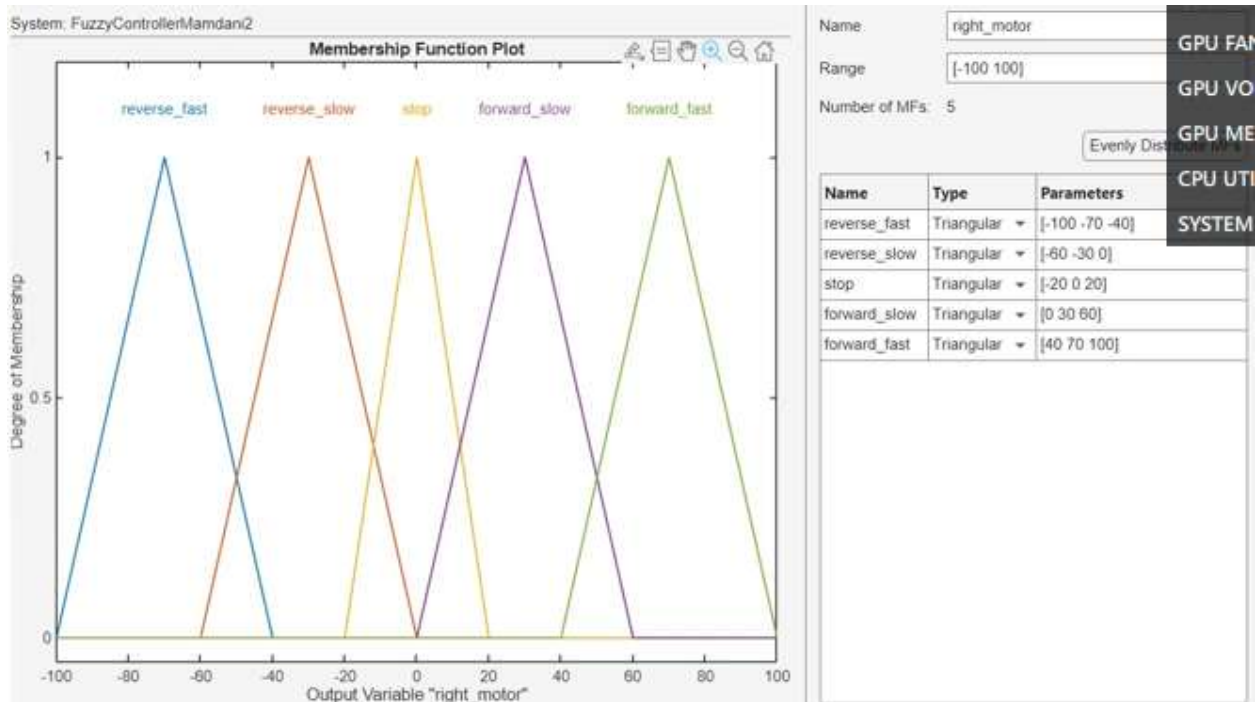 System: FuzzyControllerMamdani2
Membership Function Plot
reverse_fast reverse_slow stop forward_slow forward_fast
1
0.5
0
Degree of Membership
-100 -80 -60 -40 -20 0 20 40 60 80 100
Output Variable "right_motor"
Name right_motor
Range [-100 100]
Number of MFs: 5
Evenly
Name Type Parameters
reverse_fast Triangular [-100 -70 -40]
reverse_slow Triangular [-60 -30 0]
stop Triangular [-20 0 20]
forward_slow Triangular [0 30 60]
forward_fast Triangular [40 70 100]
GPU FAN
GPU VO
GPU ME
CPU UTI
SYSTEM